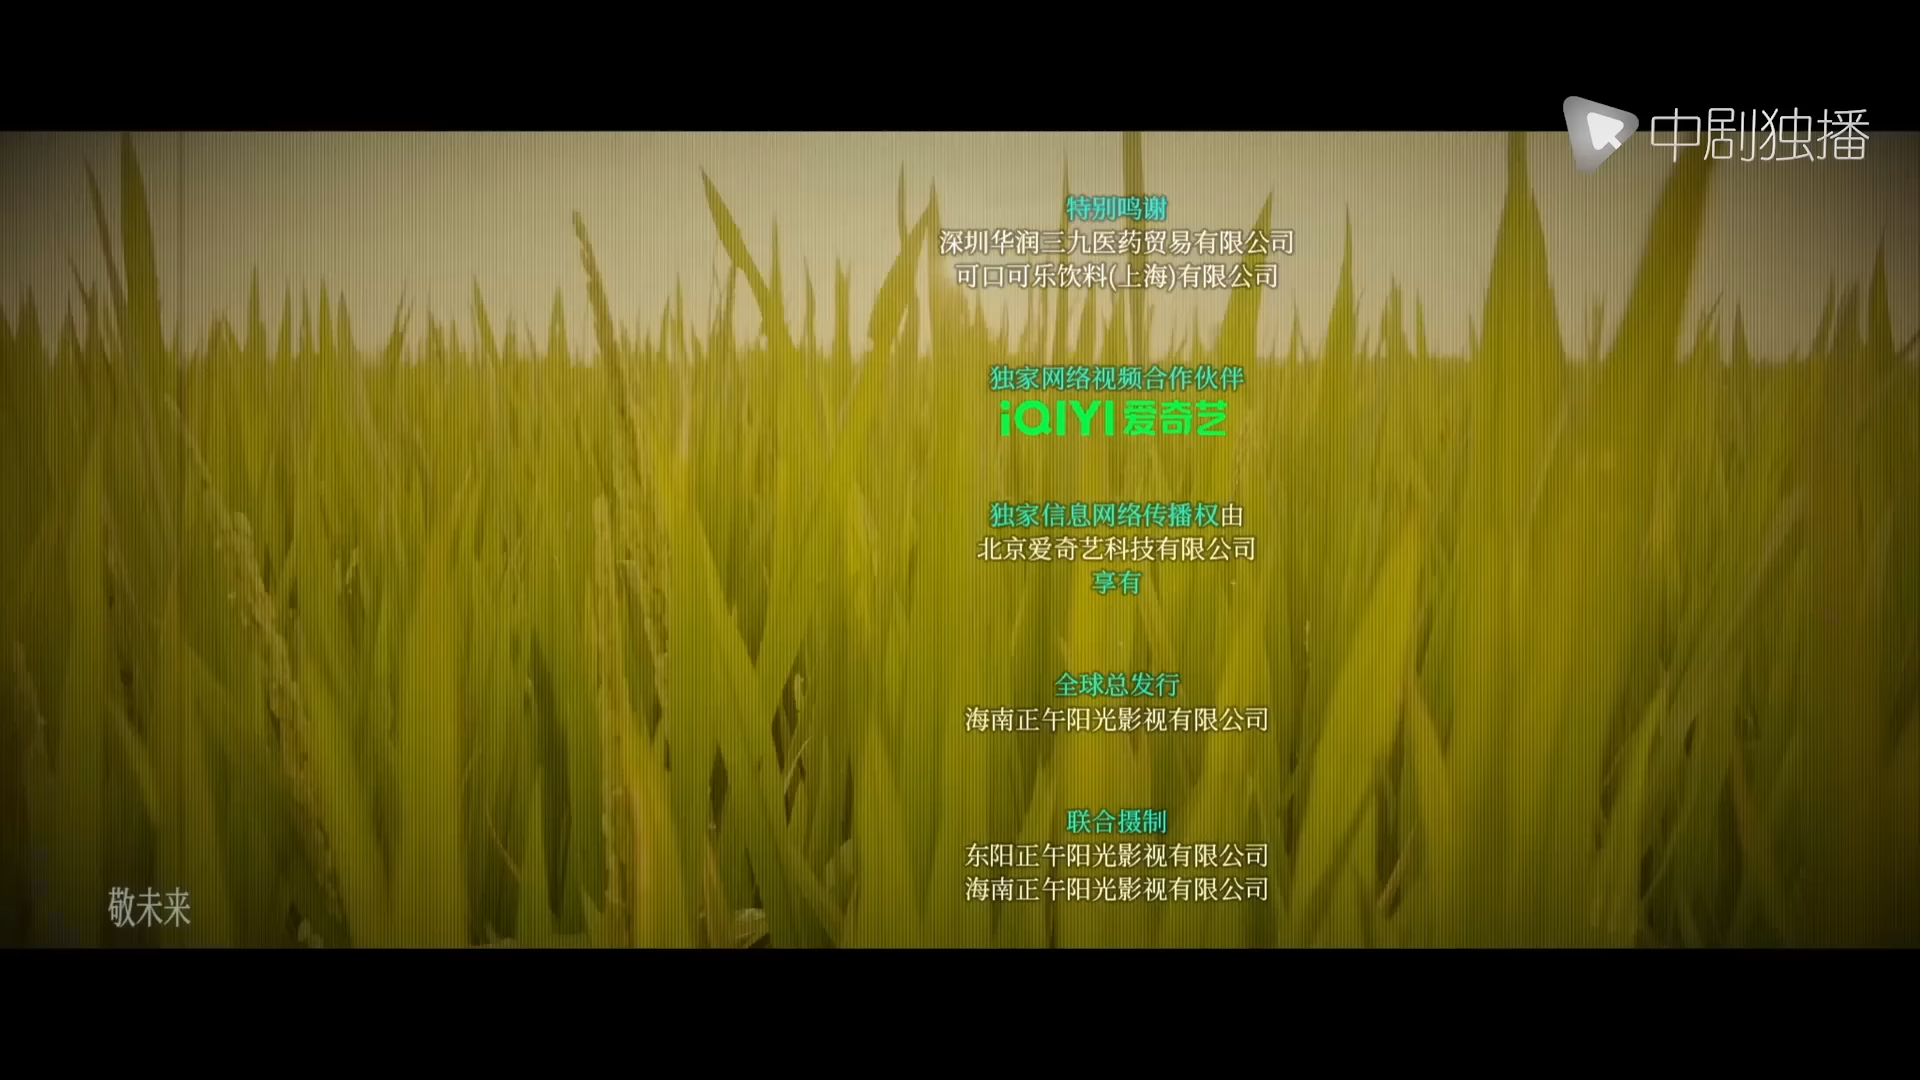 中剧独播
特别鸣谢
深圳华润三九医药贸易有限公司
可口可乐饮料(上海)有限公司
独家网络视频合作伙伴
iQIYI 爱奇艺
独家信息网络传播权由
北京爱奇艺科技有限公司
享有
全球总发行
海南正午阳光影视有限公司
联合摄制
东阳正午阳光影视有限公司
海南正午阳光影视有限公司
敬未来